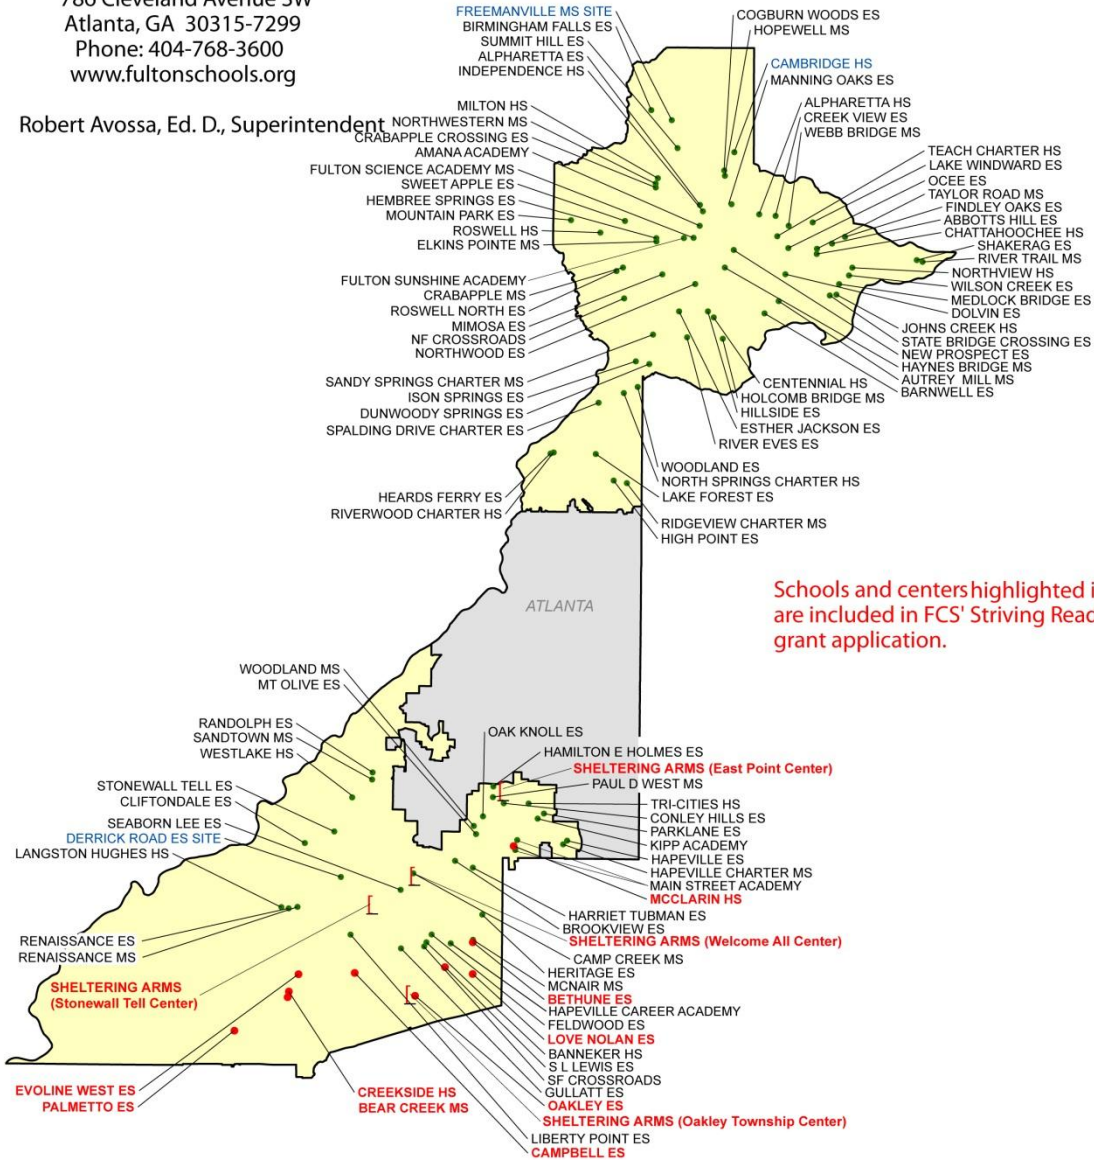 786 Cleveland Avenue SW
Atlanta, GA 30315-7299
Phone: 404-768-3600
www.fultonschools.org
Robert Avossa, Ed. D., Superintendent
FREEMANVILLE MS SITE
BIRMINGHAM FALLS ES
SUMMIT HILL ES
ALPHARETTA ES
INDEPENDENCE HS
MILTON HS
NORTHWESTERN MS
CRABAPPLE CROSSING ES
AMANA ACADEMY
FULTON SCIENCE ACADEMY MS
SWEET APPLE ES
HEMBREE SPRINGS ES
MOUNTAIN PARK ES
ROSWELL HS
ELKINS POINTE MS
FULTON SUNSHINE ACADEMY
CRABAPPLE MS
ROSWELL NORTH ES
MIMOSA ES
NF CROSSROADS
NORTHWOOD ES
SANDY SPRINGS CHARTER MS
ISON SPRINGS ES
DUNWOODY SPRINGS ES
SPALDING DRIVE CHARTER ES
HEARDS FERRY ES
RIVERWOOD CHARTER HS
COGBURN WOODS ES
HOPEWELL MS
CAMBRIDGE HS
MANNING OAKS ES
ALPHARETTA HS
CREEK VIEW ES
WEBB BRIDGE MS
TEACH CHARTER HS
LAKE WINDWARD ES
OCEE ES
TAYLOR ROAD MS
FINDLEY OAKS ES
ABBOTTS HILL ES
CHATTAHOOCHEE HS
SHAKERAG ES
RIVER TRAIL MS
NORTHVIEW HS
WILSON CREEK ES
MEDLOCK BRIDGE ES
DOLVIN ES
JOHNS CREEK HS
STATE BRIDGE CROSSING ES
NEW PROSPECT ES
HAYNES BRIDGE MS
AUTREY MILL MS
BARNWELL ES
CENTENNIAL HS
HOLCOMB BRIDGE MS
HILLSIDE ES
ESTHER JACKSON ES
RIVER EVES ES
WOODLAND ES
NORTH SPRINGS CHARTER HS
LAKE FOREST ES
RIDGEVIEW CHARTER MS
HIGH POINT ES
ATLANTA
Schools and centers highlighted i
are included in FCS' Striving Read
grant application.
WOODLAND MS
MT OLIVE ES
RANDOLPH ES
SANDTOWN MS
WESTLAKE HS
STONEWALL TELL ES
CLIFTONDALE ES
SEABORN LEE ES
DERRICK ROAD ES SITE
LANGSTON HUGHES HS
RENAISSANCE ES
RENAISSANCE MS
SHELTERING ARMS
(Stonewall Tell Center)
EVOLINE WEST ES
PALMETTO ES
CREEKSIDE HS
BEAR CREEK MS
OAK KNOLL ES
HAMILTON E HOLMES ES
SHELTERING ARMS (East Point Center)
PAUL D WEST MS
TRI-CITIES HS
CONLEY HILLS ES
PARKLANE ES
KIPP ACADEMY
HAPEVILLE ES
HAPEVILLE CHARTER MS
MAIN STREET ACADEMY
MCCLARIN HS
HARRIET TUBMAN ES
BROOKVIEW ES
SHELTERING ARMS (Welcome All Center)
CAMP CREEK MS
HERITAGE ES
MCNAIR MS
BETHUNE ES
HAPEVILLE CAREER ACADEMY
FELDWOOD ES
LOVE NOLAN ES
BANNEKER HS
S L LEWIS ES
SF CROSSROADS
GULLATT ES
OAKLEY ES
SHELTERING ARMS (Oakley Township Center)
LIBERTY POINT ES
CAMPBELL ES